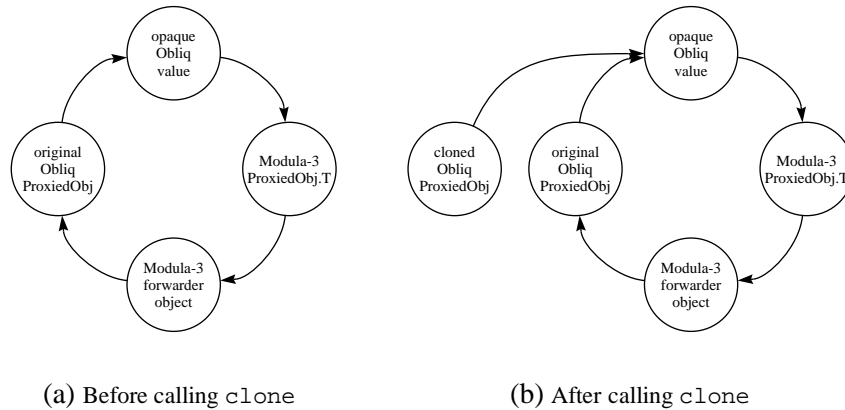 opaque
Obliq
value
original
Obliq
ProxiedObj
Modula-3
ProxiedObj.T
Modula-3
forwarder
object
(a) Before calling clone
opaque
Obliq
value
cloned
Obliq
ProxiedObj
original
Obliq
ProxiedObj
Modula-3
ProxiedObj.T
Modula-3
forwarder
object
(b) After calling clone